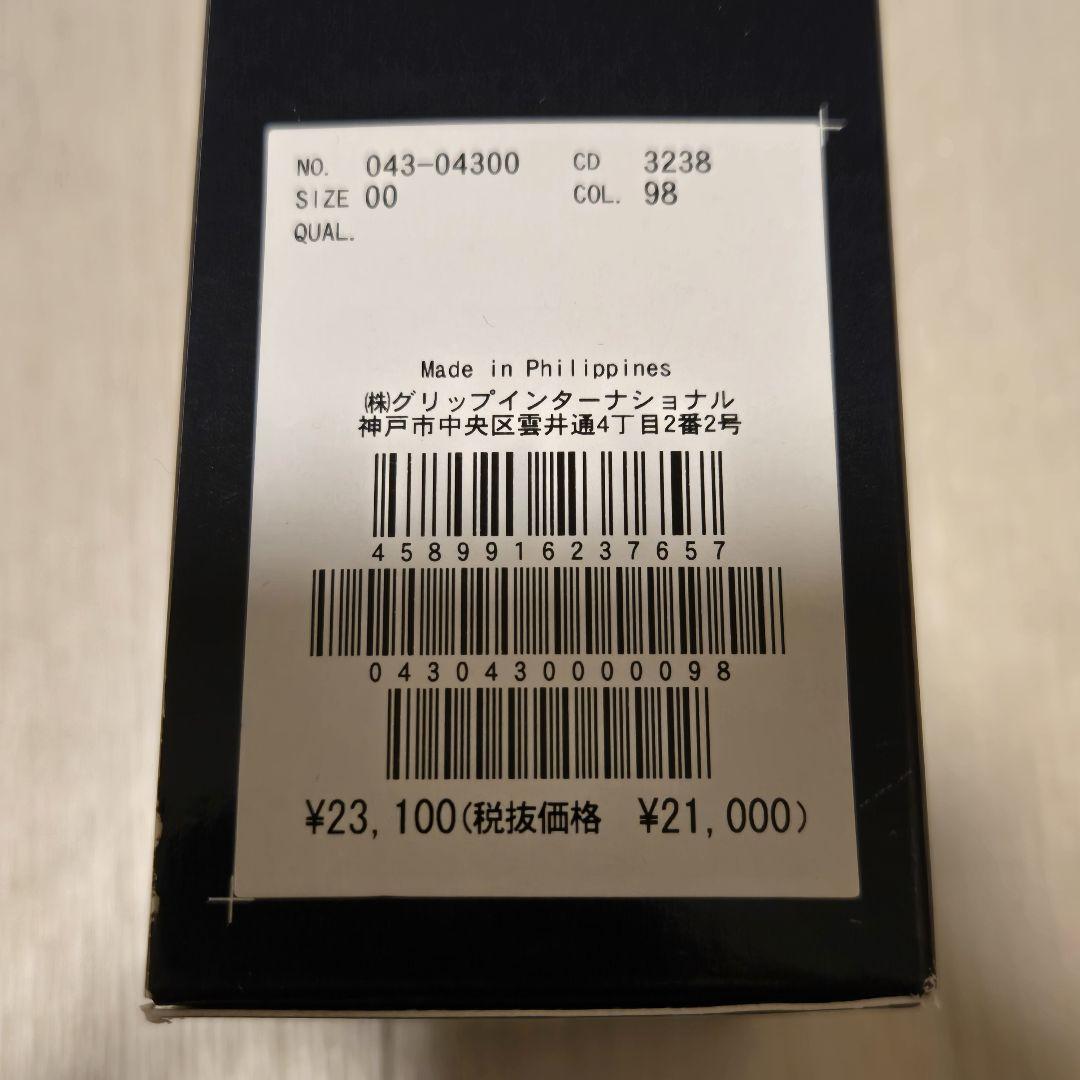 NO. 043-04300 CD 3238
SIZE 00 COL. 98
QUAL.
Made in Philippines
㈱グリップインターナショナル
神戸市中央区雲井通4丁目2番2号
4589916237657
0430430000098
¥23,100(税抜価格 ¥21,000)